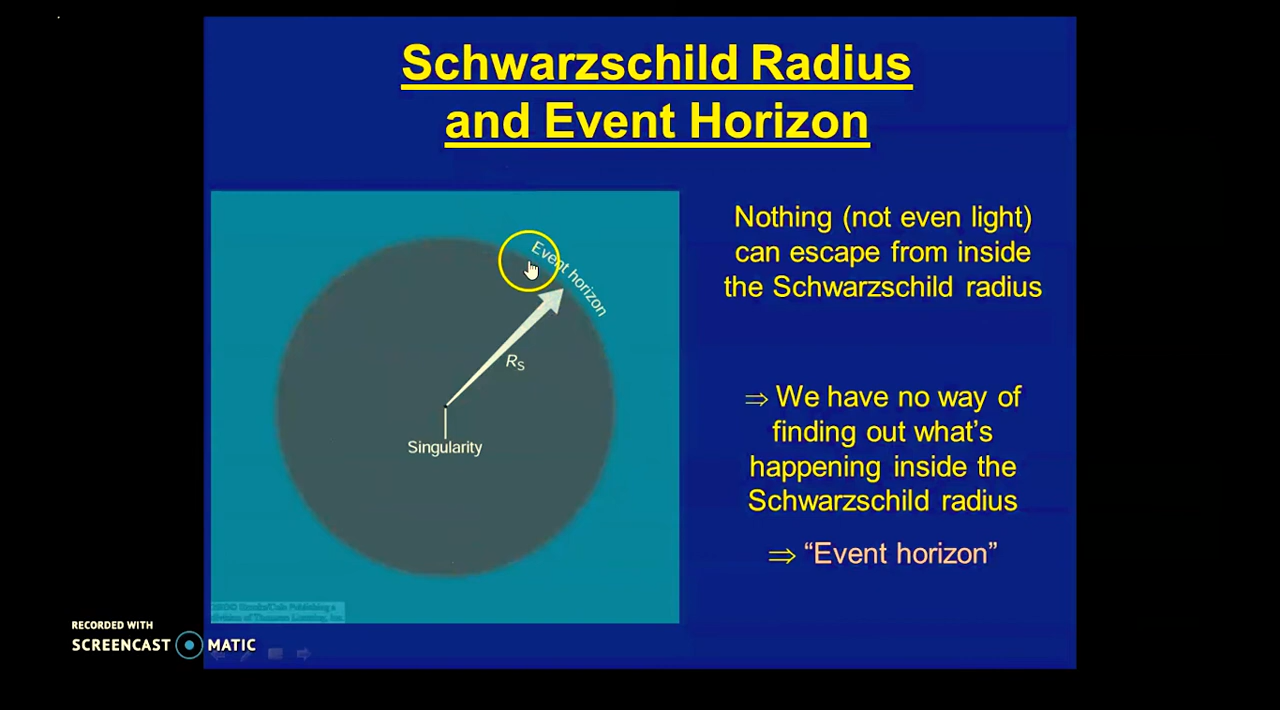 Schwarzschild Radius
and Event Horizon
Event horizon
RS
Singularity
Nothing (not even light)
can escape from inside
the Schwarzschild radius
⇒ We have no way of
finding out what's
happening inside the
Schwarzschild radius
⇒ “Event horizon”
RECORDED WITH
SCREENCAST MATIC